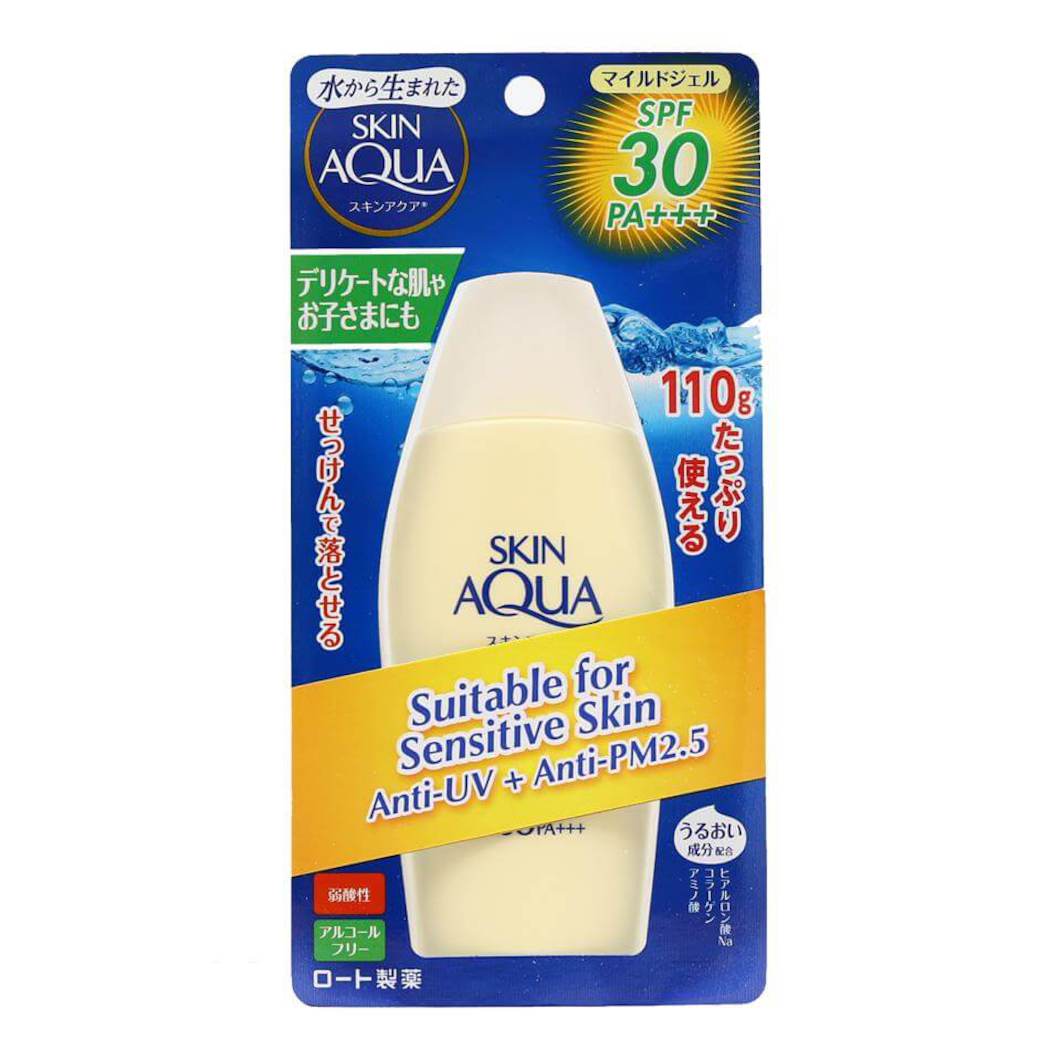 水から生まれた
SKIN
AQUA
スキンアクア®
マイルドジェル
SPF
30
PA+++
デリケートな肌や
お子さまにも
110g
たっぷり
使える
せっけんで落とせる
SKIN
AQUA
Suitable for
Sensitive Skin
Anti-UV + Anti-PM2.5
PA+++
うるおい
成分配合
ヒアルロン酸Na
コラーゲン
アミノ酸
弱酸性
アルコール
フリー
ロート製薬